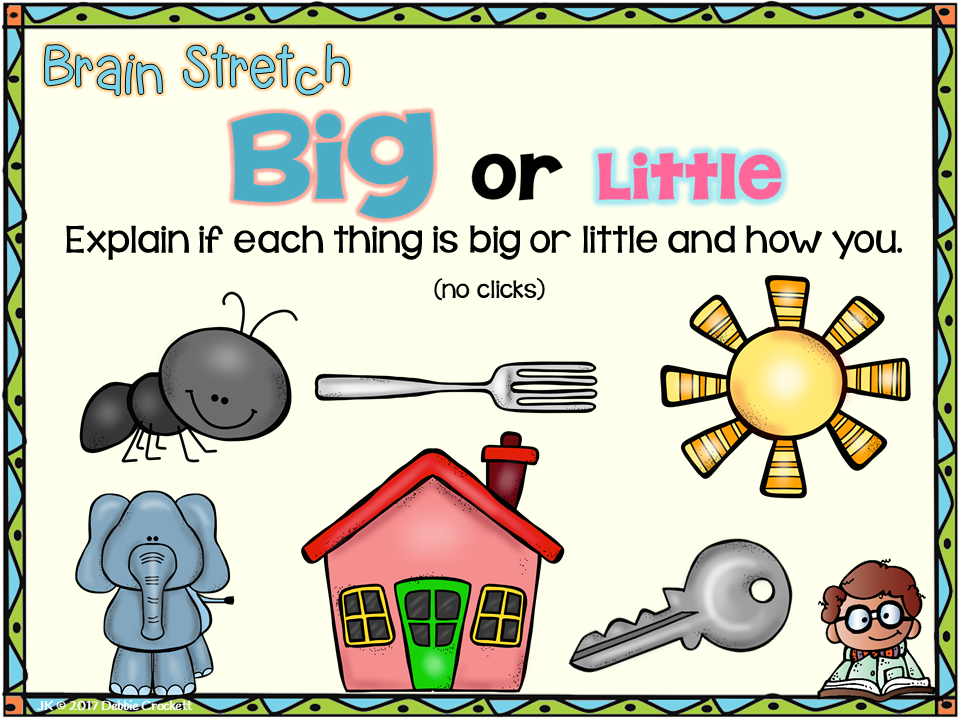 Brain Stretch
Big or Little
Explain if each thing is big or little and how you.
(no clicks)
JK © 2017 Debbie Crockett